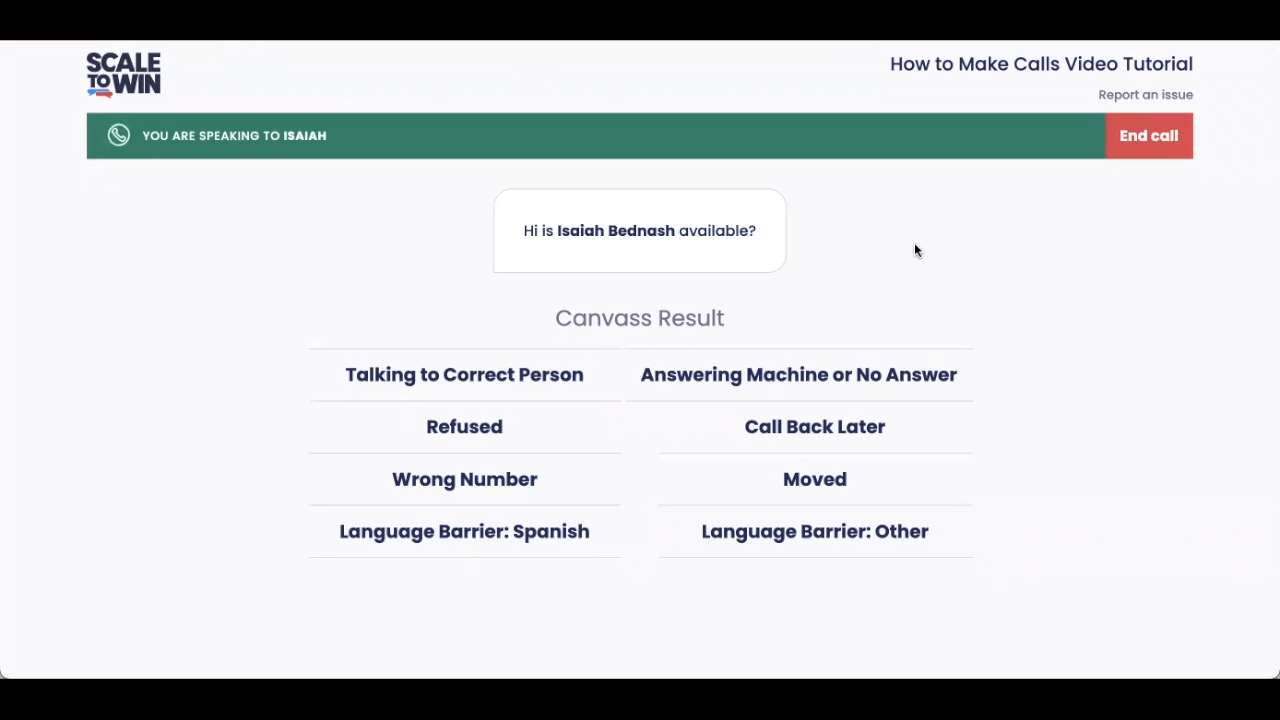 SCALE
TO WIN
How to Make Calls Video Tutorial
Report an issue
YOU ARE SPEAKING TO ISAIAH
End call
Hi is Isaiah Bednash available?
Canvass Result
Talking to Correct Person
Answering Machine or No Answer
Refused
Call Back Later
Wrong Number
Moved
Language Barrier: Spanish
Language Barrier: Other